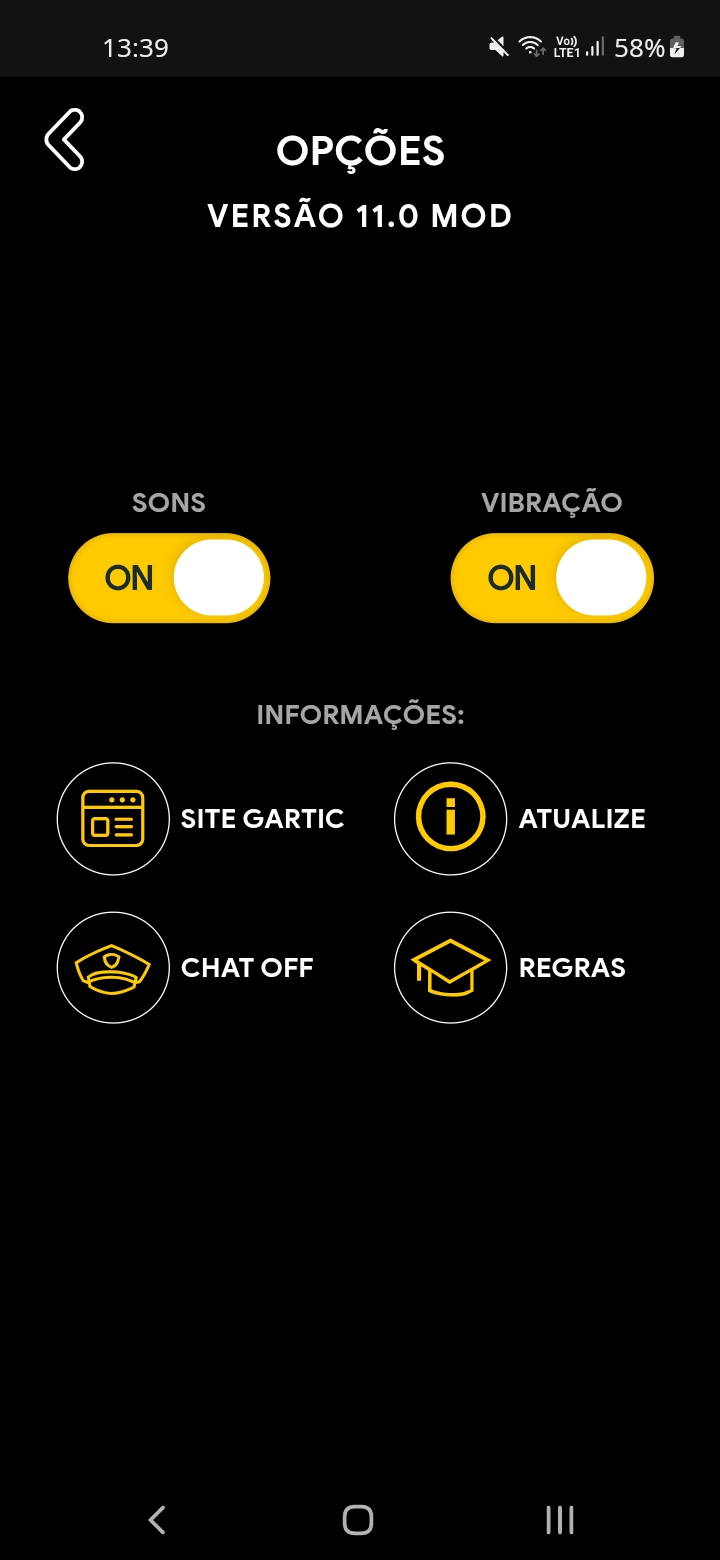 13:39
Vo)) LTE1 58%
OPÇÕES
VERSÃO 11.0 MOD
SONS VIBRAÇÃO
ON ON
INFORMAÇÕES:
SITE GARTIC ATUALIZE
CHAT OFF REGRAS